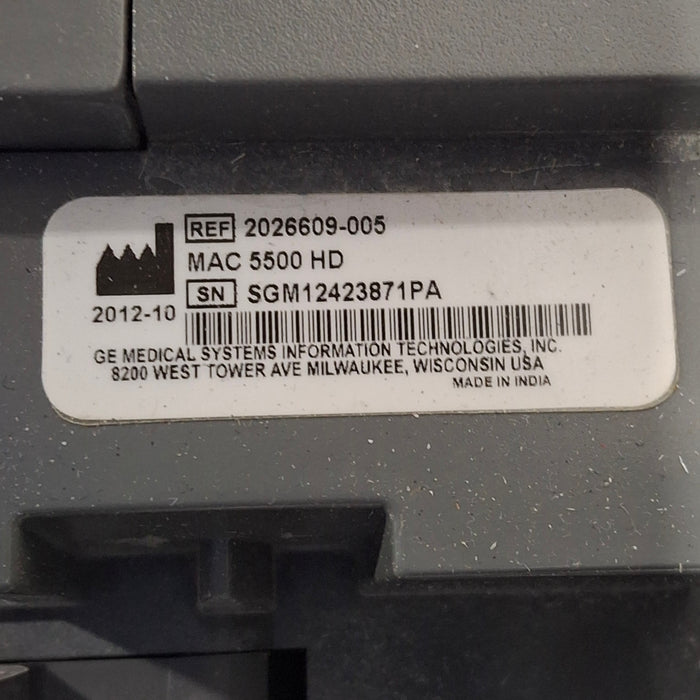 REF 2026609-005
MAC 5500 HD
SN SGM12423871PA
2012-10
GE MEDICAL SYSTEMS INFORMATION TECHNOLOGIES, INC.
8200 WEST TOWER AVE MILWAUKEE, WISCONSIN USA
MADE IN INDIA